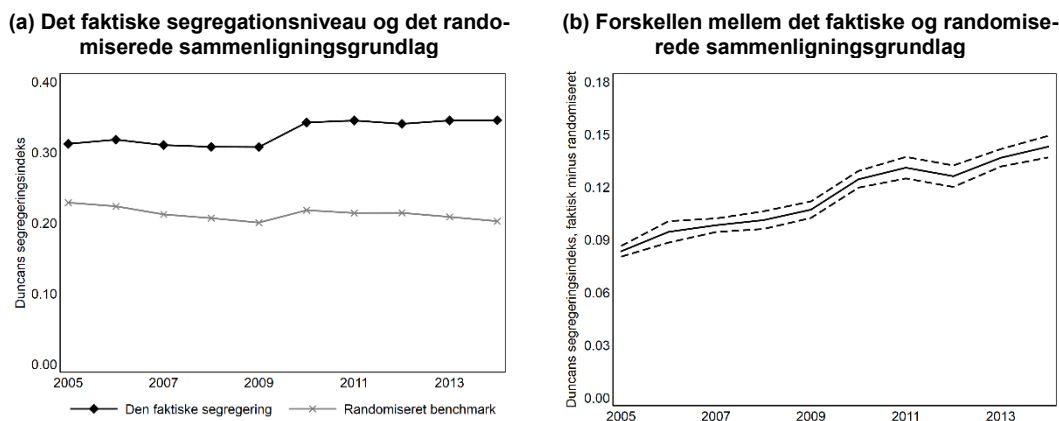 (a) Det faktiske segregationsniveau og det rando-
miserede sammenligningsgrundlag
Duncans segregeringsindeks
0.40
0.30
0.20
0.10
0.00
2005 2007 2009 2011 2013
Den faktiske segregering Randomiseret benchmark
(b) Forskellen mellem det faktiske og randomise-
rede sammenligningsgrundlag
Duncans segregeringsindeks, faktisk minus randomiseret
0.18
0.15
0.12
0.09
0.06
0.03
0.00
2005 2007 2009 2011 2013